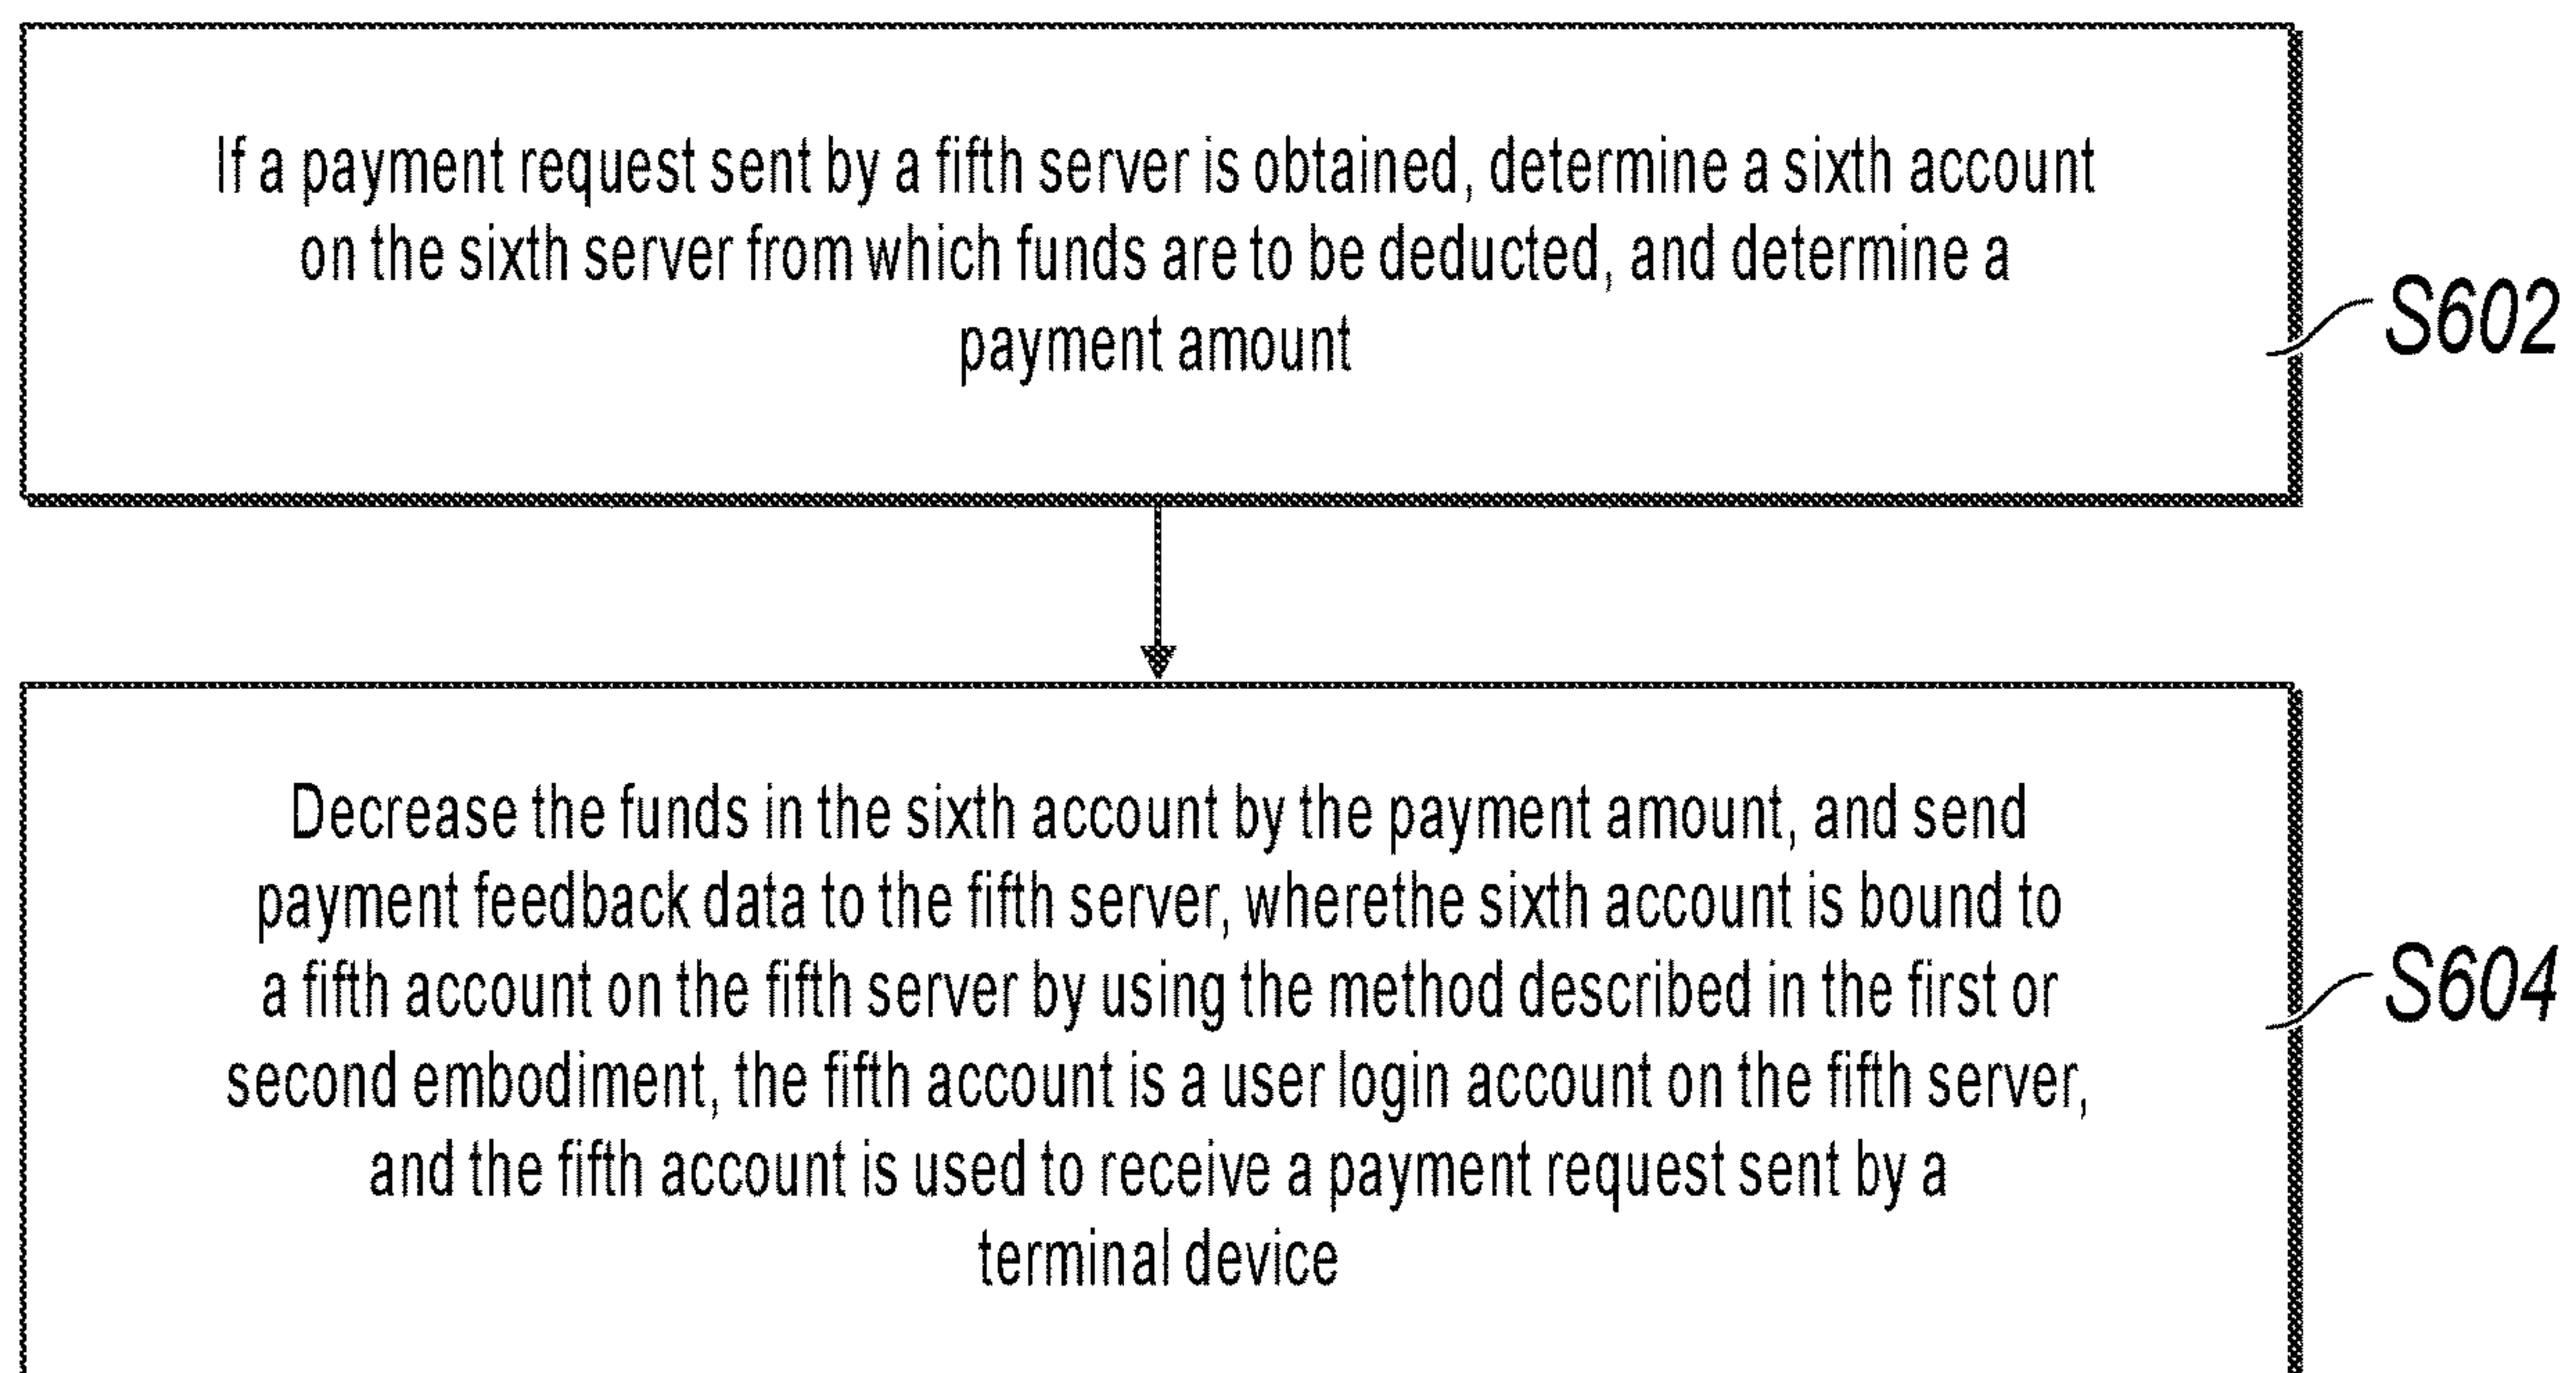 If a payment request sent by a fifth server is obtained, determine a sixth account
on the sixth server from which funds are to be deducted, and determine a
payment amount
S602
Decrease the funds in the sixth account by the payment amount, and send
payment feedback data to the fifth server, wherethe sixth account is bound to
a fifth account on the fifth server by using the method described in the first or
second embodiment, the fifth account is a user login account on the fifth server,
and the fifth account is used to receive a payment request sent by a
terminal device
S604